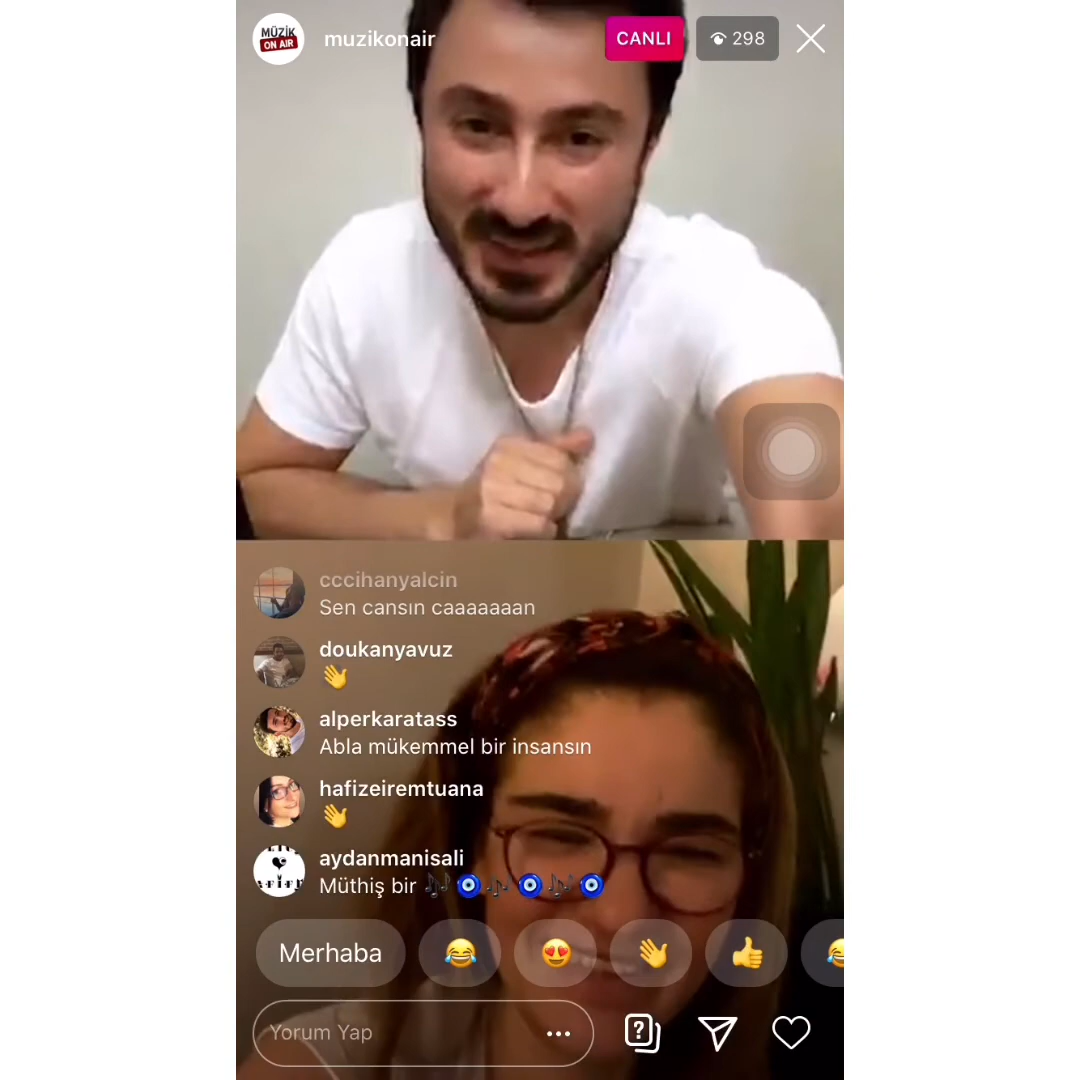 MÜZİK
ON AIR
muzikonair
CANLI
298
cccihanyalcin
Sen cansın caaaaaaan
doukanyavuz
👋
alperkaratass
Abla mükemmel bir insansın
hafizeiremtuana
👋
aydanmanisali
Müthiş bir 🎶🧿🎶🧿🎶🧿
Merhaba 😂 😍 👋 👍 😂
Yorum Yap